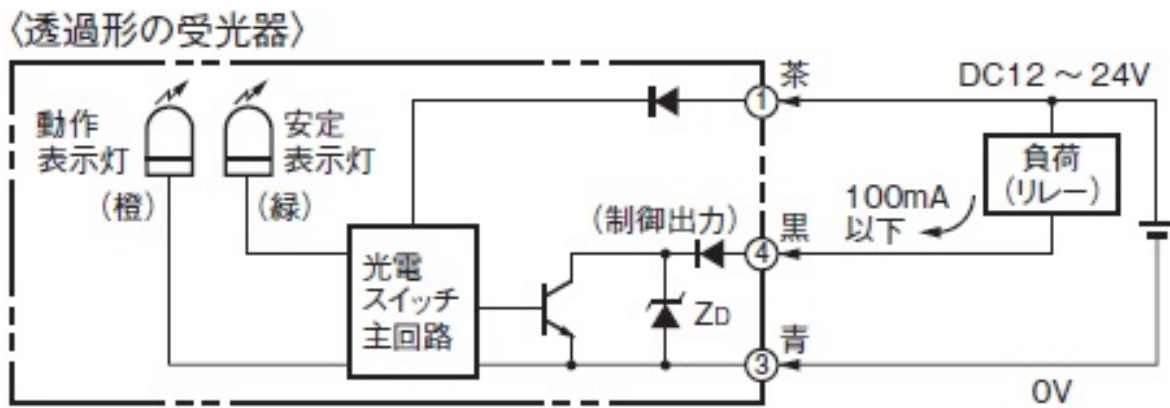 〈透過形の受光器〉
茶
DC12～24V
動作
表示灯
(橙)
安定
表示灯
(緑)
①
負荷
(リレー)
100mA
以下
(制御出力)
黒
④
光電
スイッチ
主回路
ZD
青
③
0V